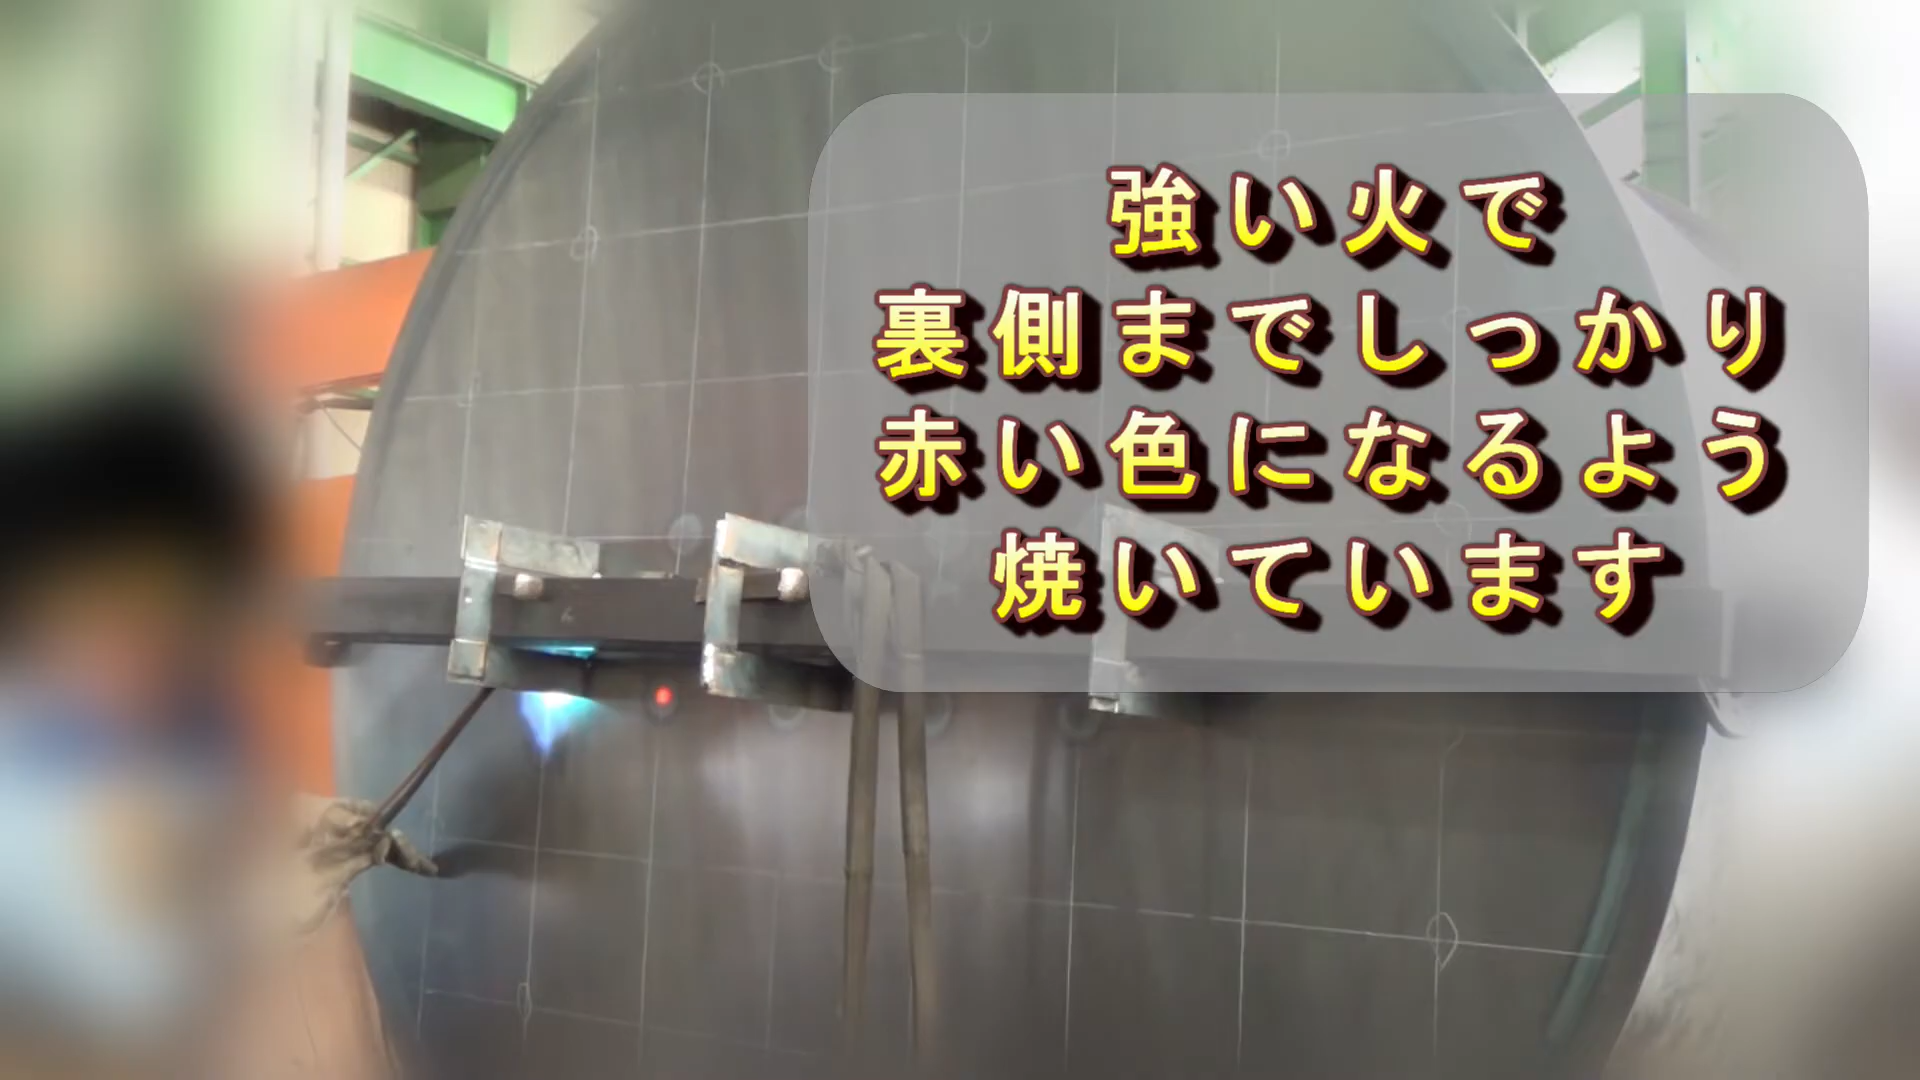 強い火で
裏側までしっかり
赤い色になるよう
焼いています